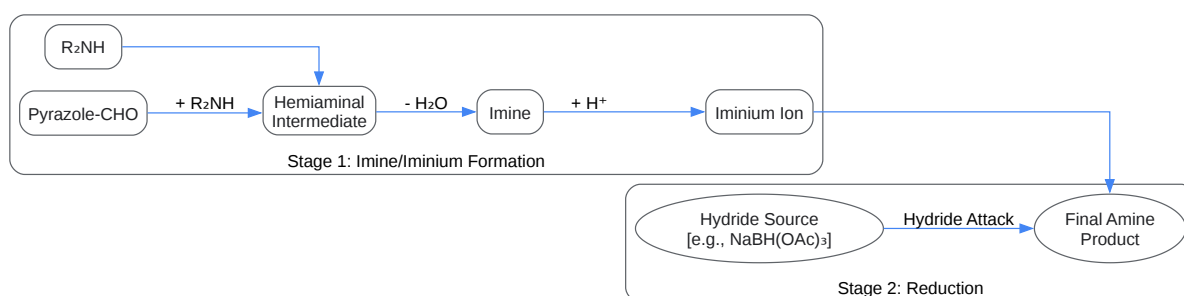 R₂NH
Pyrazole-CHO
+ R₂NH
Hemiaminal
Intermediate
- H₂O
Imine
+ H⁺
Iminium Ion
Stage 1: Imine/Iminium Formation
Hydride Source
[e.g., NaBH(OAc)₃]
Hydride Attack
Final Amine
Product
Stage 2: Reduction